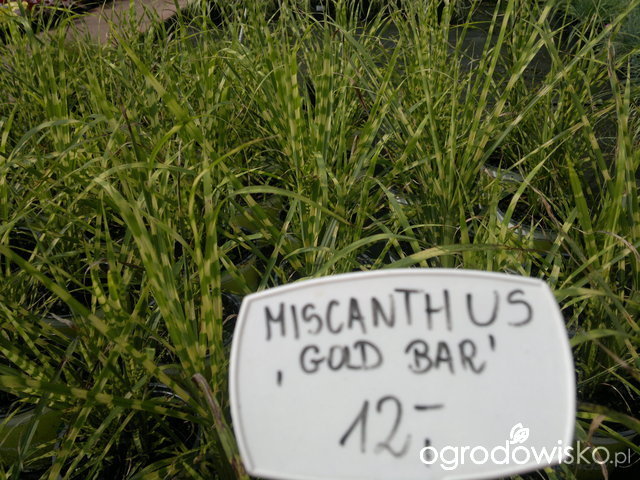 MISCANTHUS
‚GOLD BAR'
12,-
ogrodowisko.pl